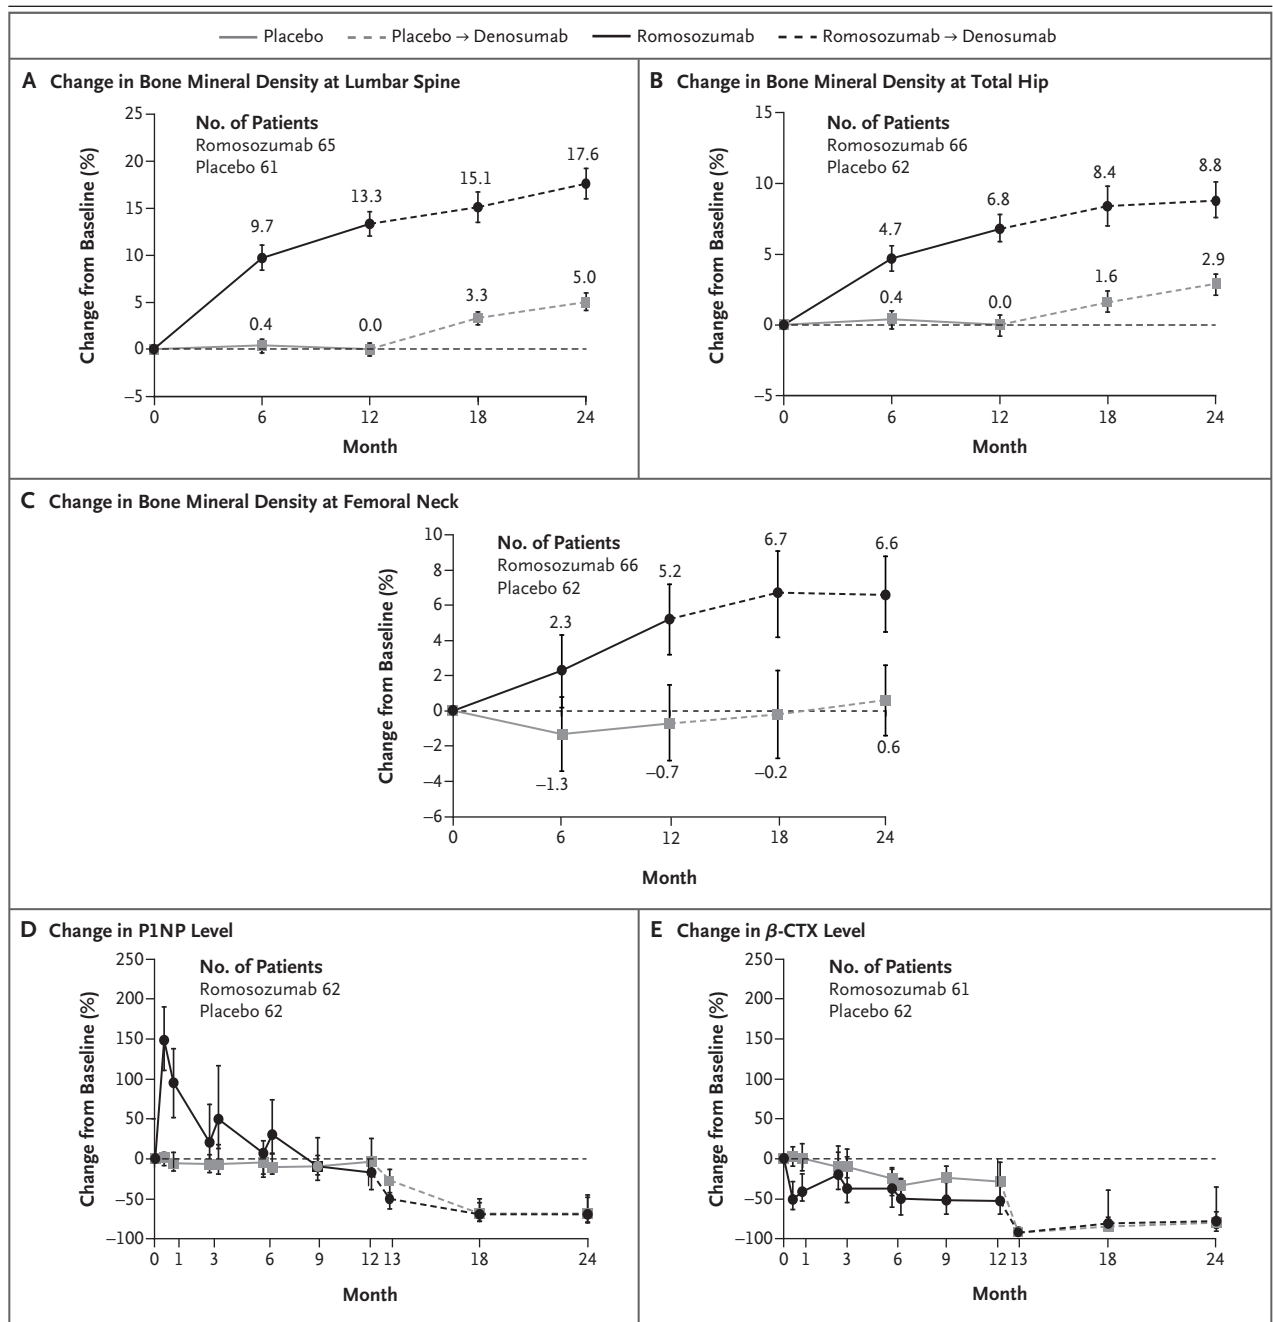 Placebo Placebo → Denosumab Romosozumab Romosozumab → Denosumab
A Change in Bone Mineral Density at Lumbar Spine
Change from Baseline (%)
25
20
15
10
5
0
−5
No. of Patients
Romosozumab 65
Placebo 61
9.7
13.3
15.1
17.6
0.4
0.0
3.3
5.0
0 6 12 18 24
Month
B Change in Bone Mineral Density at Total Hip
Change from Baseline (%)
15
10
5
0
−5
No. of Patients
Romosozumab 66
Placebo 62
4.7
6.8
8.4
8.8
0.4
0.0
1.6
2.9
0 6 12 18 24
Month
C Change in Bone Mineral Density at Femoral Neck
Change from Baseline (%)
10
8
6
4
2
0
−2
−4
−6
No. of Patients
Romosozumab 66
Placebo 62
2.3
5.2
6.7
6.6
−1.3
−0.7
−0.2
0.6
0 6 12 18 24
Month
D Change in P1NP Level
Change from Baseline (%)
250
200
150
100
50
0
−50
−100
No. of Patients
Romosozumab 62
Placebo 62
0 1 3 6 9 12 13 18 24
Month
E Change in β-CTX Level
Change from Baseline (%)
250
200
150
100
50
0
−50
−100
No. of Patients
Romosozumab 61
Placebo 62
0 1 3 6 9 12 13 18 24
Month